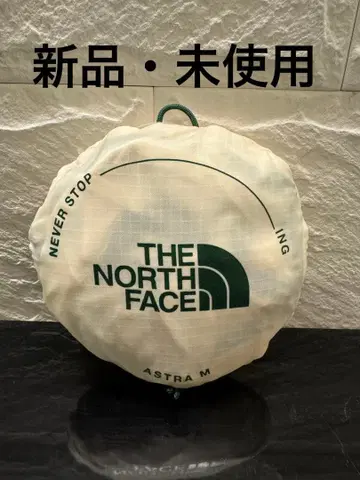 新品・未使用
NEVER STOP ING
THE
NORTH
FACE
ASTRA M